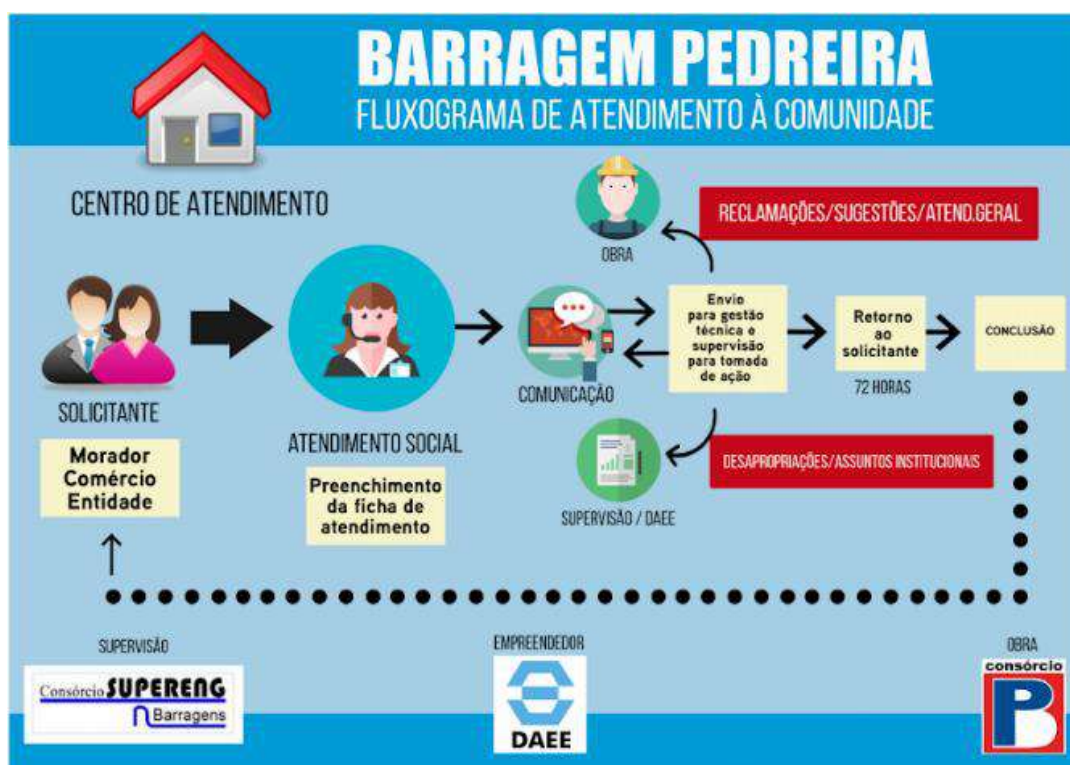 BARRAGEM PEDREIRA
FLUXOGRAMA DE ATENDIMENTO À COMUNIDADE
CENTRO DE ATENDIMENTO
SOLICITANTE
Morador
Comércio
Entidade
ATENDIMENTO SOCIAL
Preenchimento
da ficha de
atendimento
COMUNICAÇÃO
OBRA
RECLAMAÇÕES/SUGESTÕES/ATEND.GERAL
Envio
para gestão
técnica e
supervisão
para tomada
de ação
SUPERVISÃO / DAEE
DESAPROPRIAÇÕES/ASSUNTOS INSTITUCIONAIS
Retorno
ao
solicitante
72 HORAS
CONCLUSÃO
SUPERVISÃO
Consórcio SUPERENG
Barragens
EMPREENDEDOR
DAEE
OBRA
consórcio
PB